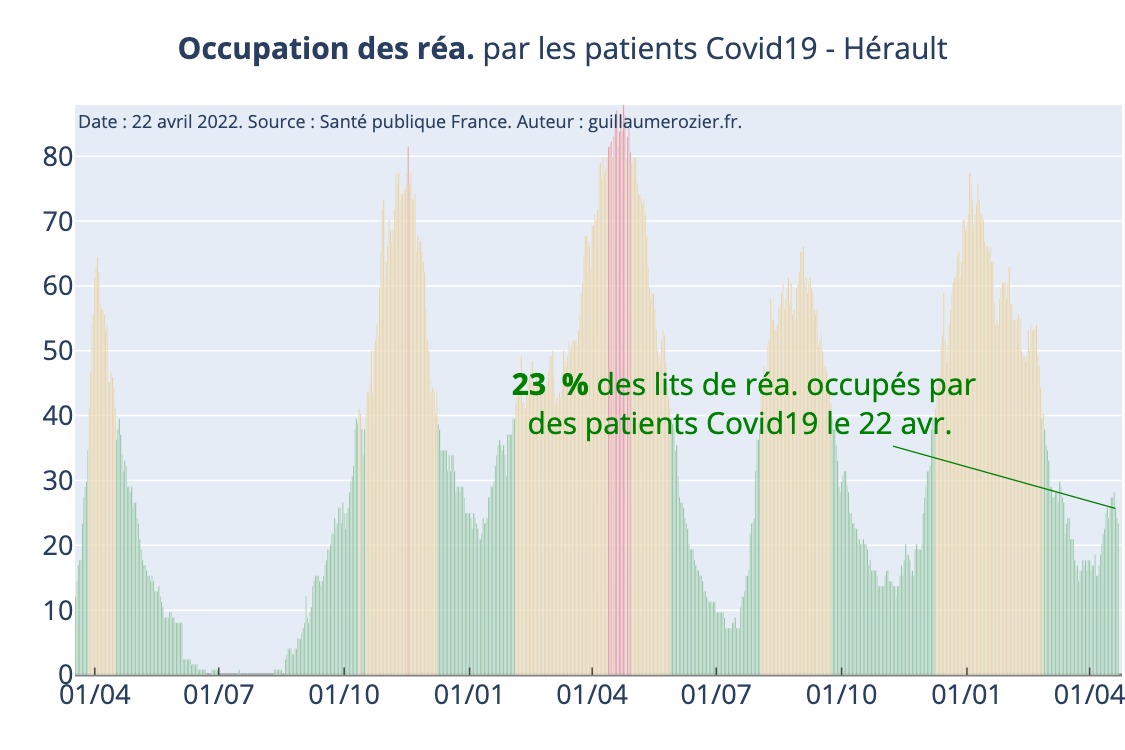 Occupation des réa. par les patients Covid19 - Hérault
Date : 22 avril 2022. Source : Santé publique France. Auteur : guillaumerozier.fr.
80
70
60
50
23 % des lits de réa. occupés par
des patients Covid19 le 22 avr.
40
30
20
10
0
01/04 01/07 01/10 01/01 01/04 01/07 01/10 01/01 01/04